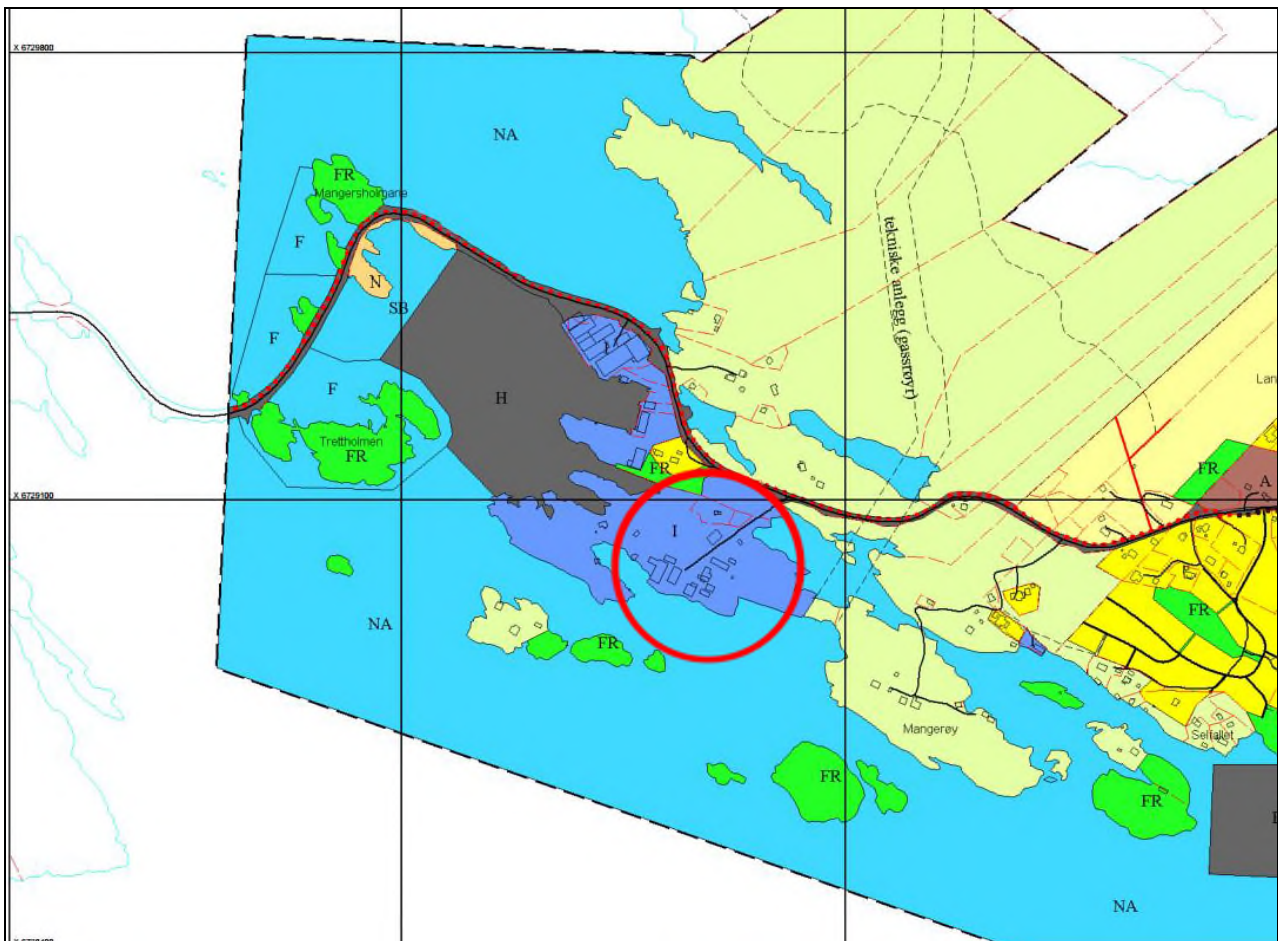 X 6729800
NA
FR
Mangersholmane
F
tekniske anlegg (gassrøyr)
N
SB
F
I
F
H
Lan
Trettholmen
FR
FR
FR
A
X 6729100
I
FR
NA
FR
Mangerøy
Selfallet
FR
FR
NA